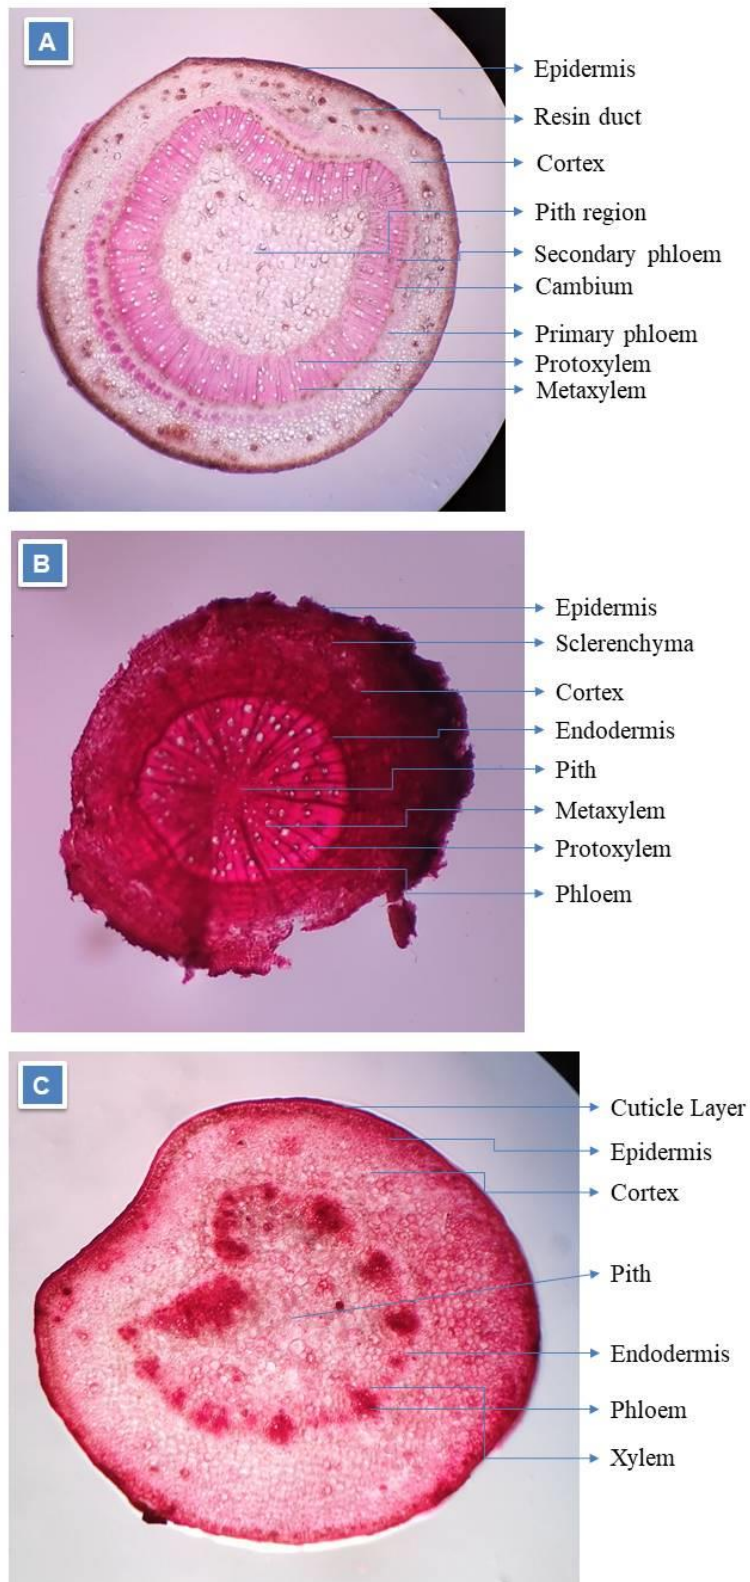 A
Epidermis
Resin duct
Cortex
Pith region
Secondary phloem
Cambium
Primary phloem
Protoxylem
Metaxylem
B
Epidermis
Sclerenchyma
Cortex
Endodermis
Pith
Metaxylem
Protoxylem
Phloem
C
Cuticle Layer
Epidermis
Cortex
Pith
Endodermis
Phloem
Xylem